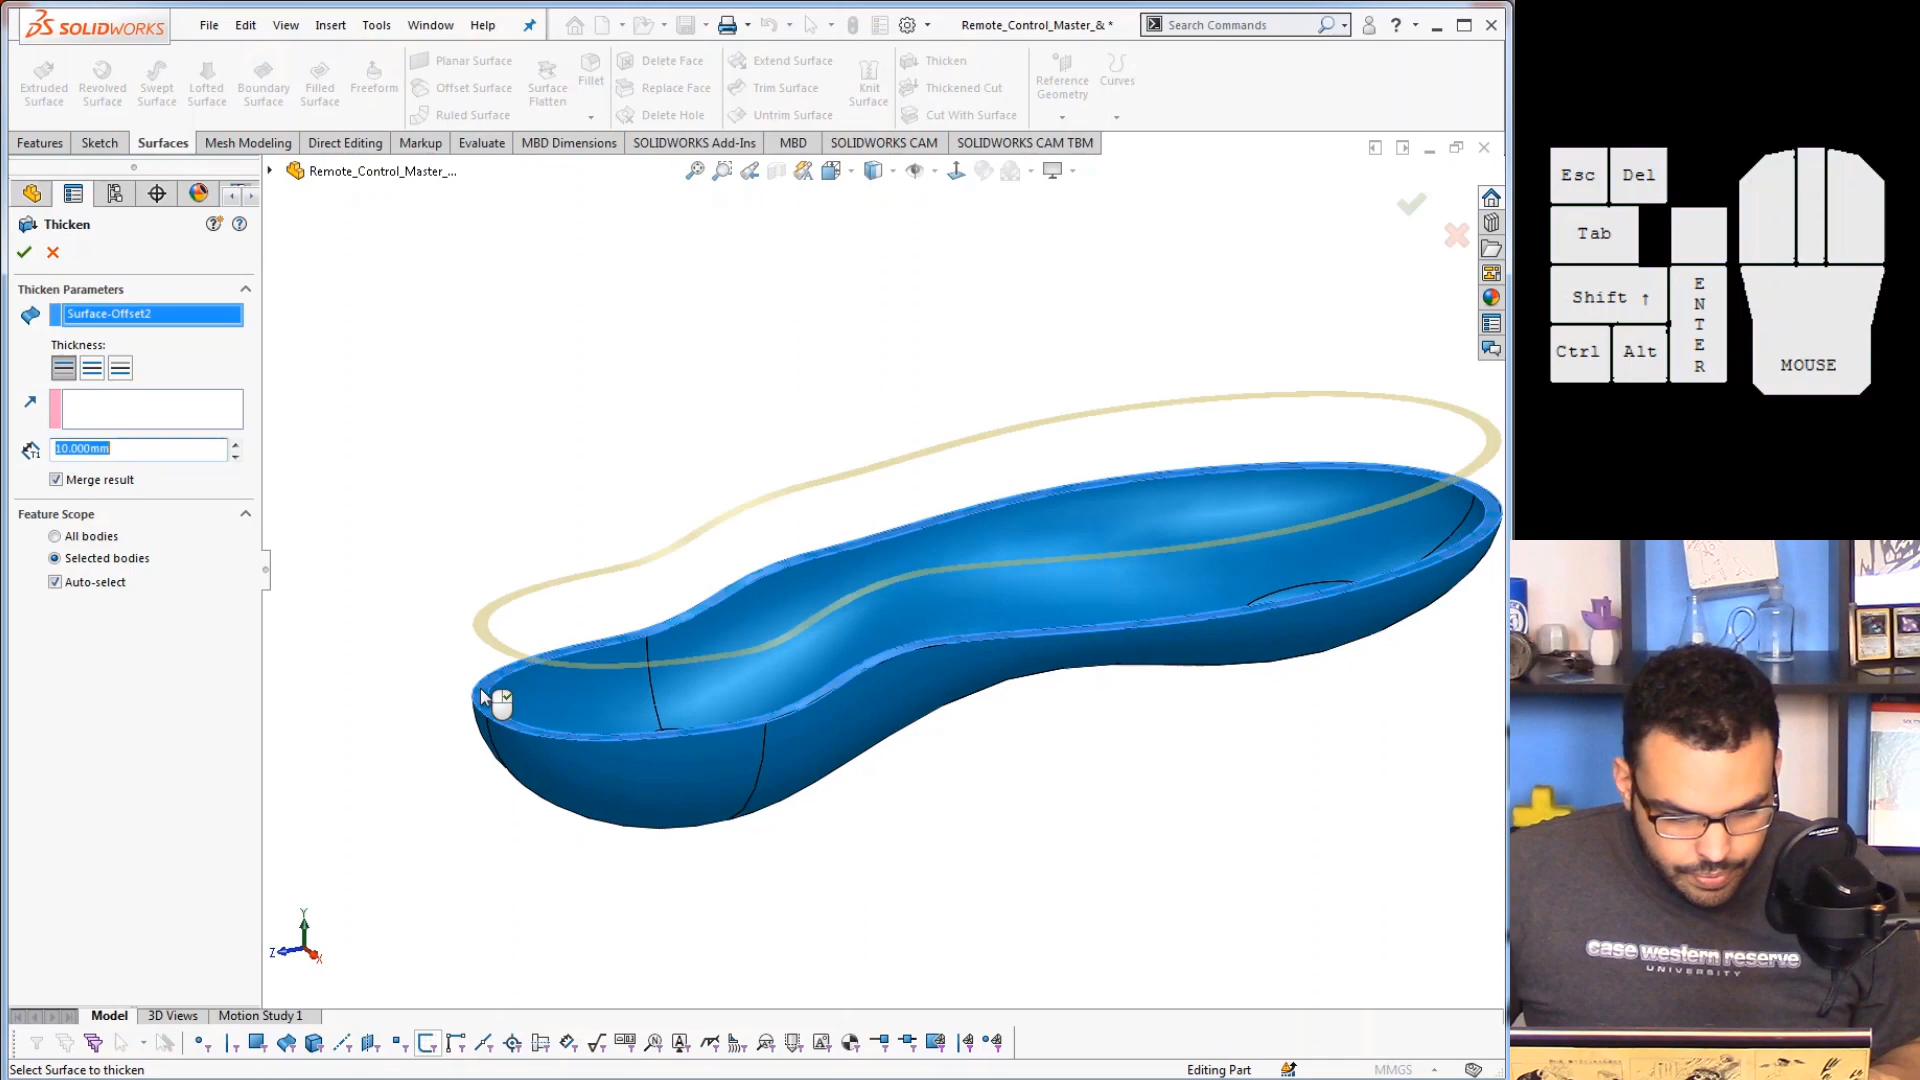 SOLIDWORKS
File Edit View Insert Tools Window Help
Remote_Control_Master_& *
Search Commands
Extruded Surface
Revolved Surface
Swept Surface
Lofted Surface
Boundary Surface
Filled Surface
Freeform
Planar Surface
Offset Surface
Ruled Surface
Surface Flatten
Fillet
Delete Face
Replace Face
Delete Hole
Extend Surface
Trim Surface
Untrim Surface
Knit Surface
Thicken
Thickened Cut
Cut With Surface
Reference Geometry
Curves
Features Sketch Surfaces Mesh Modeling Direct Editing Markup Evaluate MBD Dimensions SOLIDWORKS Add-Ins MBD SOLIDWORKS CAM SOLIDWORKS CAM TBM
Remote_Control_Master_...
Thicken
Thicken Parameters
Surface-Offset2
Thickness:
10.000mm
Merge result
Feature Scope
All bodies
Selected bodies
Auto-select
Y
Z
X
Model 3D Views Motion Study 1
Select Surface to thicken
Editing Part
MMGS
Esc
Del
Tab
Shift ↑
Ctrl
Alt
ENTER
MOUSE
case western reserve
UNIVERSITY